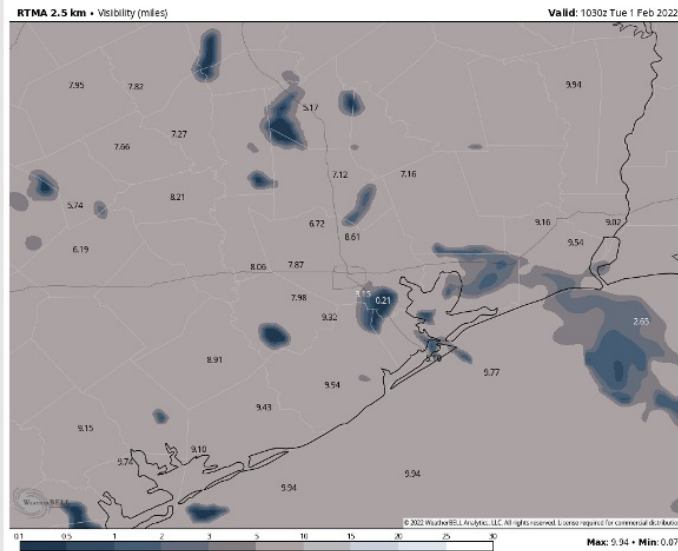 RTMA 2.5 km • Visibility (miles) Valid: 1030z Tue 1 Feb 2022
7.95 7.82 9.94
5.17
7.27
7.66
7.12 7.16
8.21
5.74
6.72 9.16 9.02
8.61 9.54
6.19
8.06 7.87
7.98 0.21
9.32 2.65
8.91 9.77
9.94
9.43
9.15
9.10
9.74
9.94 9.94
WeatherBELL
© 2022 WeatherBELL Analytics, LLC. All rights reserved. License required for commercial distribution
0.1 0.5 1 2 3 5 10 15 20 25 30
Max: 9.94 • Min: 0.07